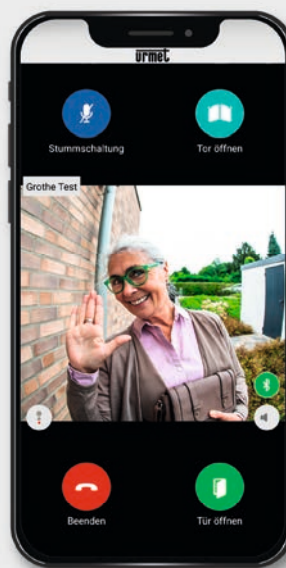 urmet
Stummschaltung
Tor öffnen
Grothe Test
Beenden
Tür öffnen